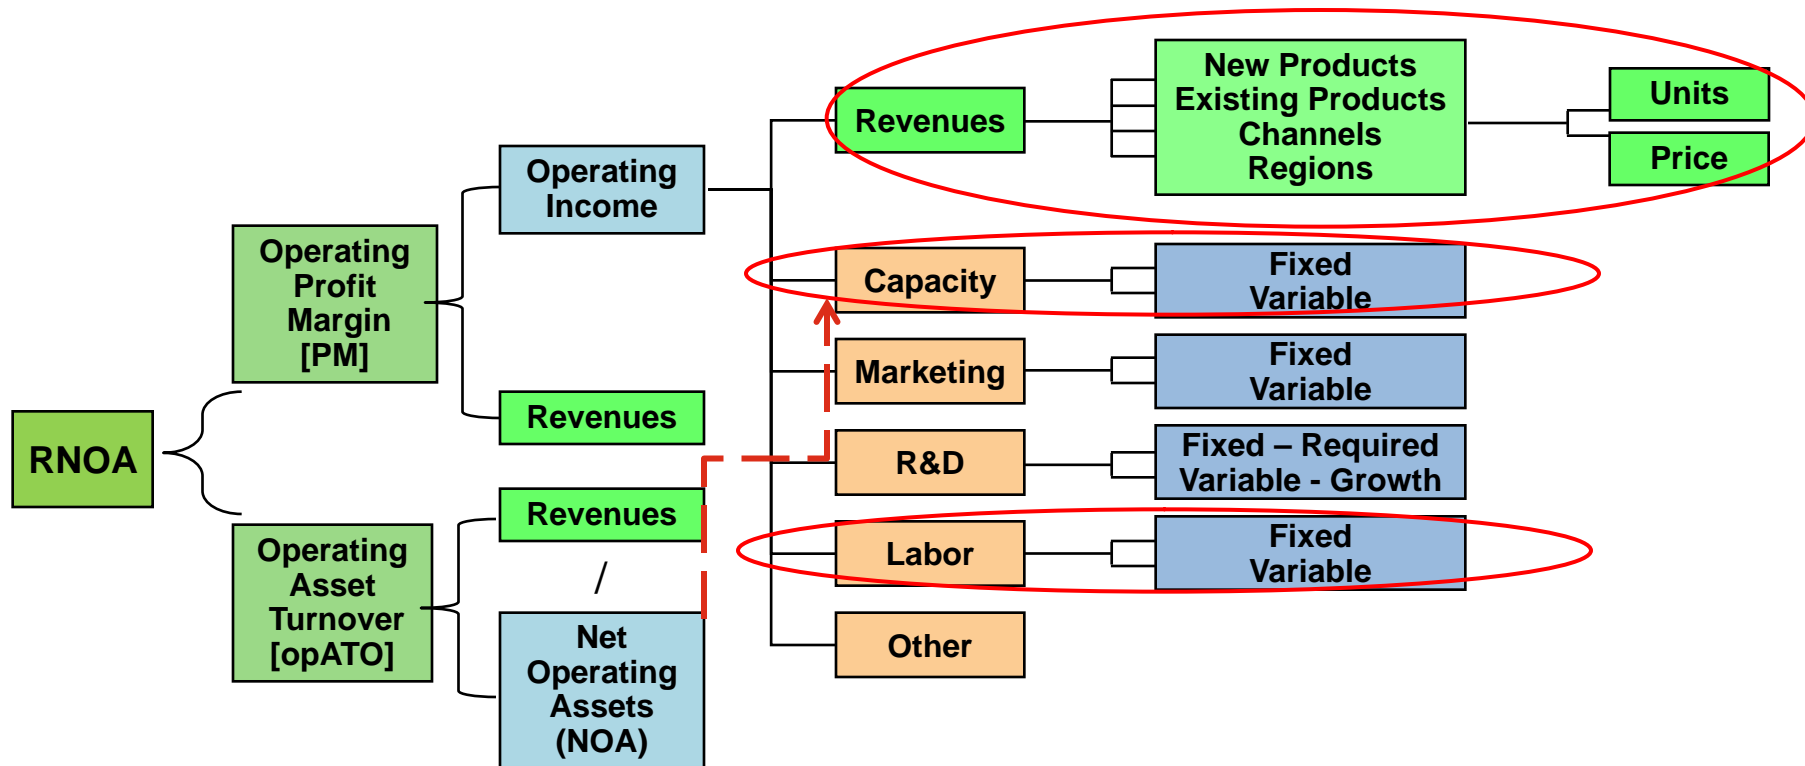 RNOA
Operating
Profit
Margin
[PM]
Operating
Asset
Turnover
[opATO]
Operating
Income
Revenues
Revenues
/
Net
Operating
Assets
(NOA)
Revenues
Capacity
Marketing
R&D
Labor
Other
New Products
Existing Products
Channels
Regions
Fixed
Variable
Fixed
Variable
Fixed – Required
Variable - Growth
Fixed
Variable
Units
Price